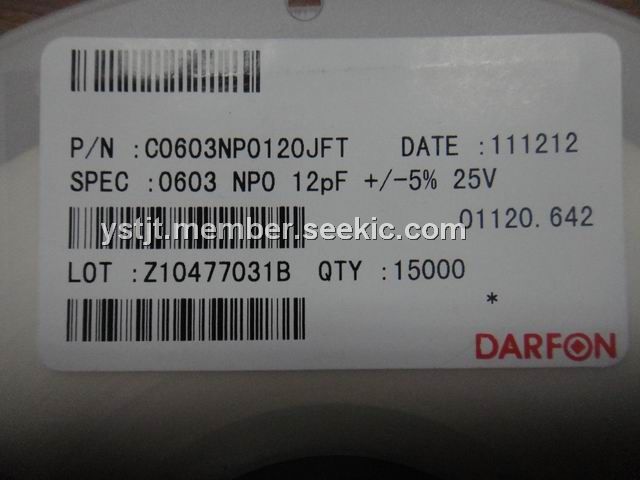 P/N :C0603NP0120JFT DATE :111212
SPEC :0603 NP0 12pF +/-5% 25V
01120.642
ystjt.member.seekic.com
LOT :Z10477031B QTY :15000
*
DARFON